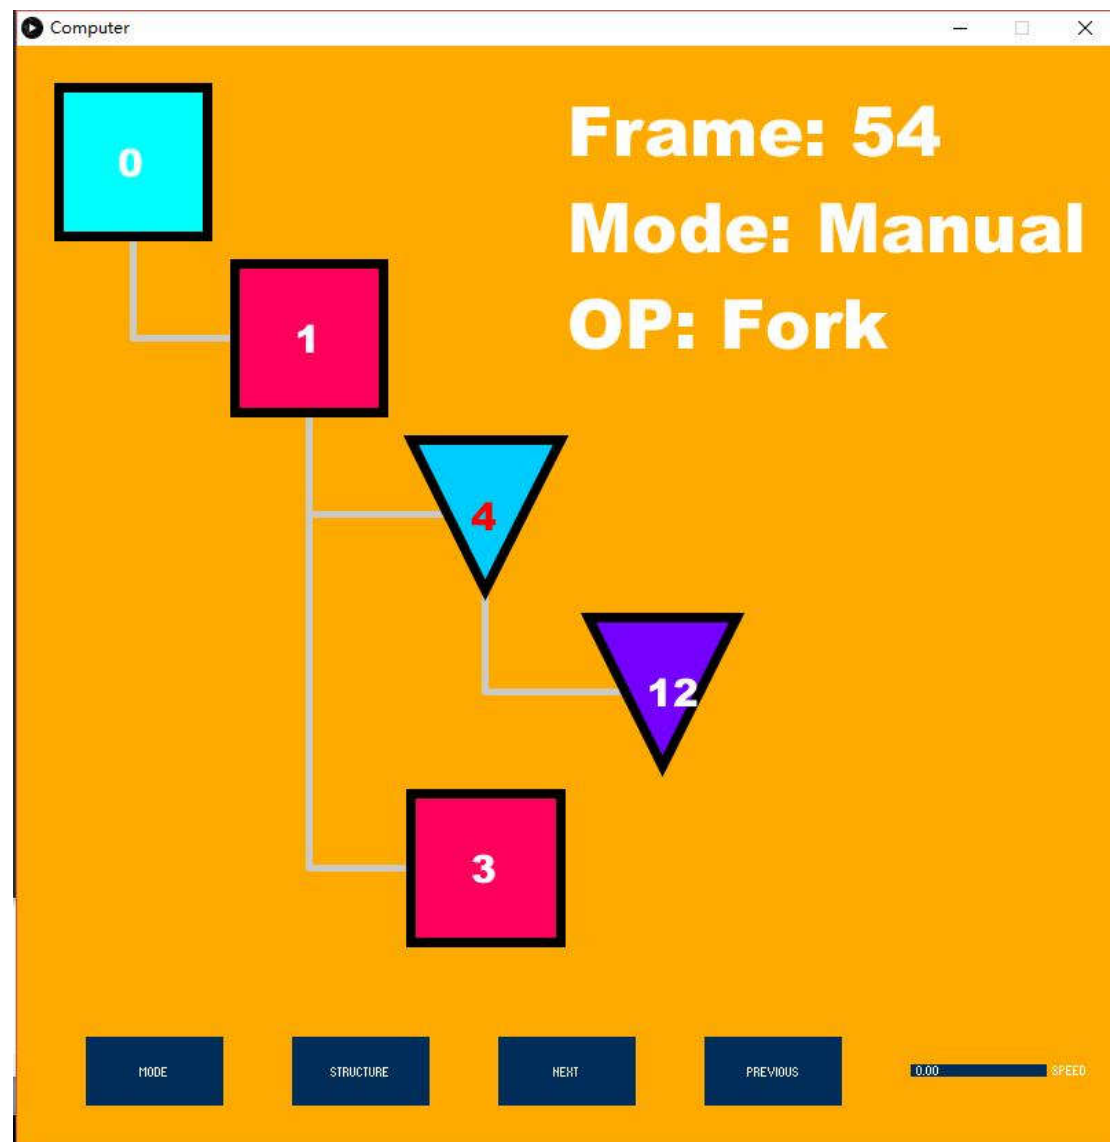 Computer
0
Frame: 54
Mode: Manual
OP: Fork
1
4
12
3
MODE
STRUCTURE
NEXT
PREVIOUS
0.00
SPEED